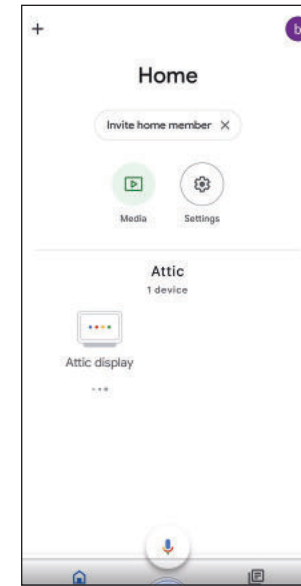 +
b
Home
Invite home member X
Media Settings
Attic
1 device
Attic display